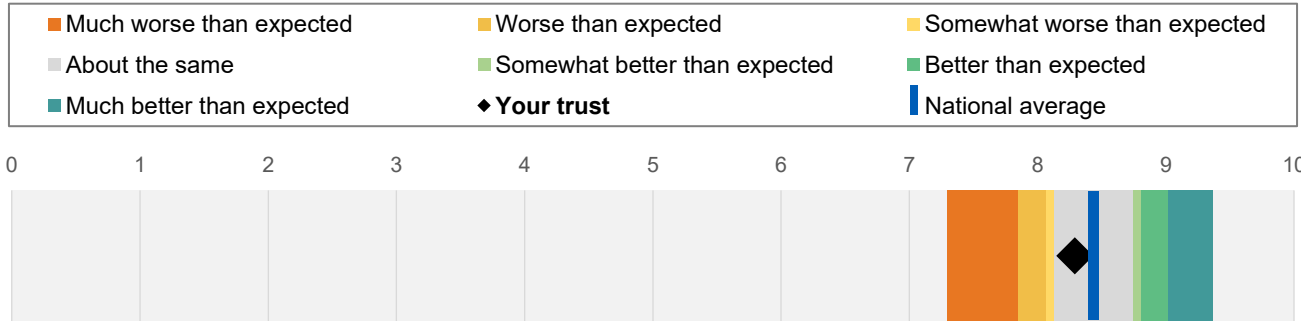 Much worse than expected Worse than expected Somewhat worse than expected
About the same Somewhat better than expected Better than expected
Much better than expected Your trust National average
0 1 2 3 4 5 6 7 8 9 10